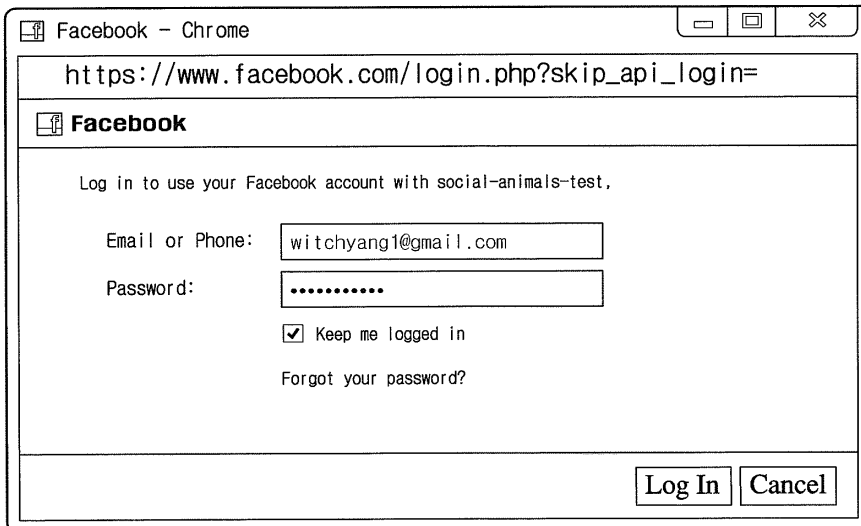 Facebook - Chrome
https://www.facebook.com/login.php?skip_api_login=
Facebook
Log in to use your Facebook account with social-animals-test,
Email or Phone: witchyang1@gmail.com
Password: •••••••••••
Keep me logged in
Forgot your password?
Log In Cancel